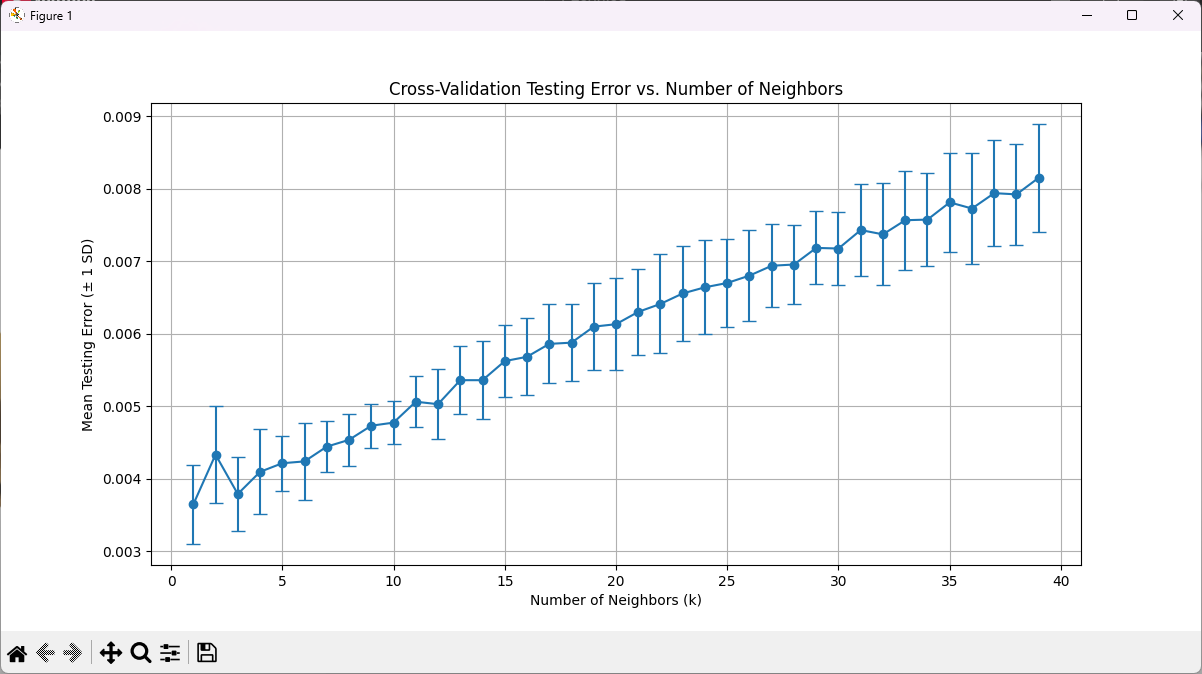 Figure 1
Cross-Validation Testing Error vs. Number of Neighbors
Mean Testing Error (± 1 SD)
0.009
0.008
0.007
0.006
0.005
0.004
0.003
0 5 10 15 20 25 30 35 40
Number of Neighbors (k)